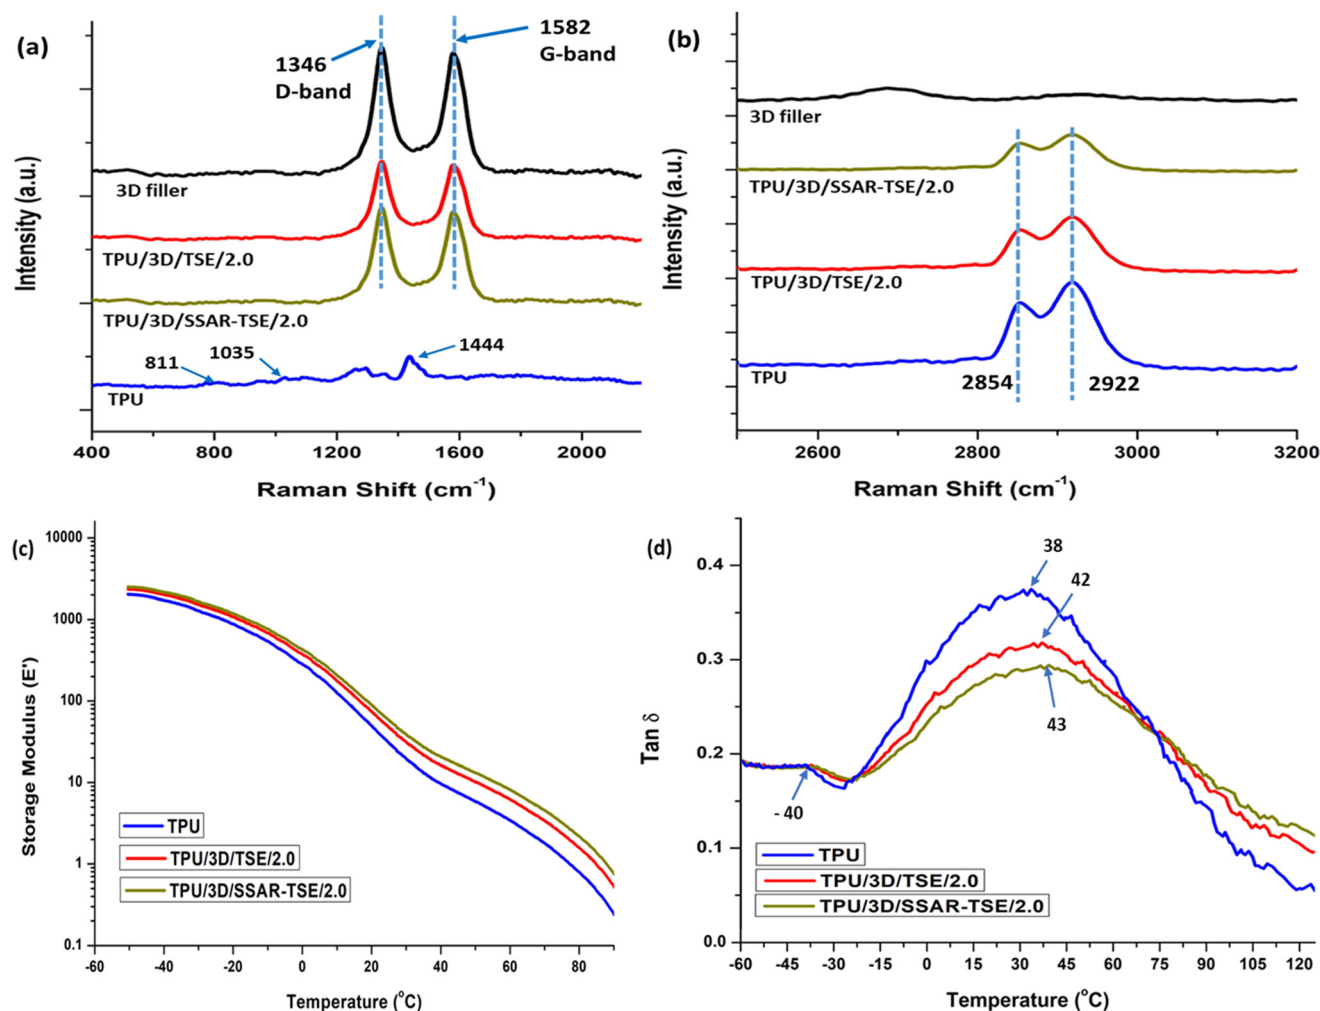 (a)
1346
D-band
1582
G-band
3D filler
TPU/3D/TSE/2.0
TPU/3D/SSAR-TSE/2.0
811
1035
1444
TPU
Intensity (a.u.)
400
800
1200
1600
2000
Raman Shift (cm⁻¹)
(b)
3D filler
TPU/3D/SSAR-TSE/2.0
TPU/3D/TSE/2.0
2854
2922
TPU
Intensity (a.u.)
2600
2800
3000
3200
Raman Shift (cm⁻¹)
(c)
10000
1000
100
10
1
0.1
Storage Modulus (E')
TPU
TPU/3D/TSE/2.0
TPU/3D/SSAR-TSE/2.0
-60
-40
-20
0
20
40
60
80
Temperature (°C)
(d)
0.4
0.3
0.2
0.1
0.0
Tan δ
38
42
43
- 40
TPU
TPU/3D/TSE/2.0
TPU/3D/SSAR-TSE/2.0
-60
-45
-30
-15
0
15
30
45
60
75
90
105
120
Temperature (°C)